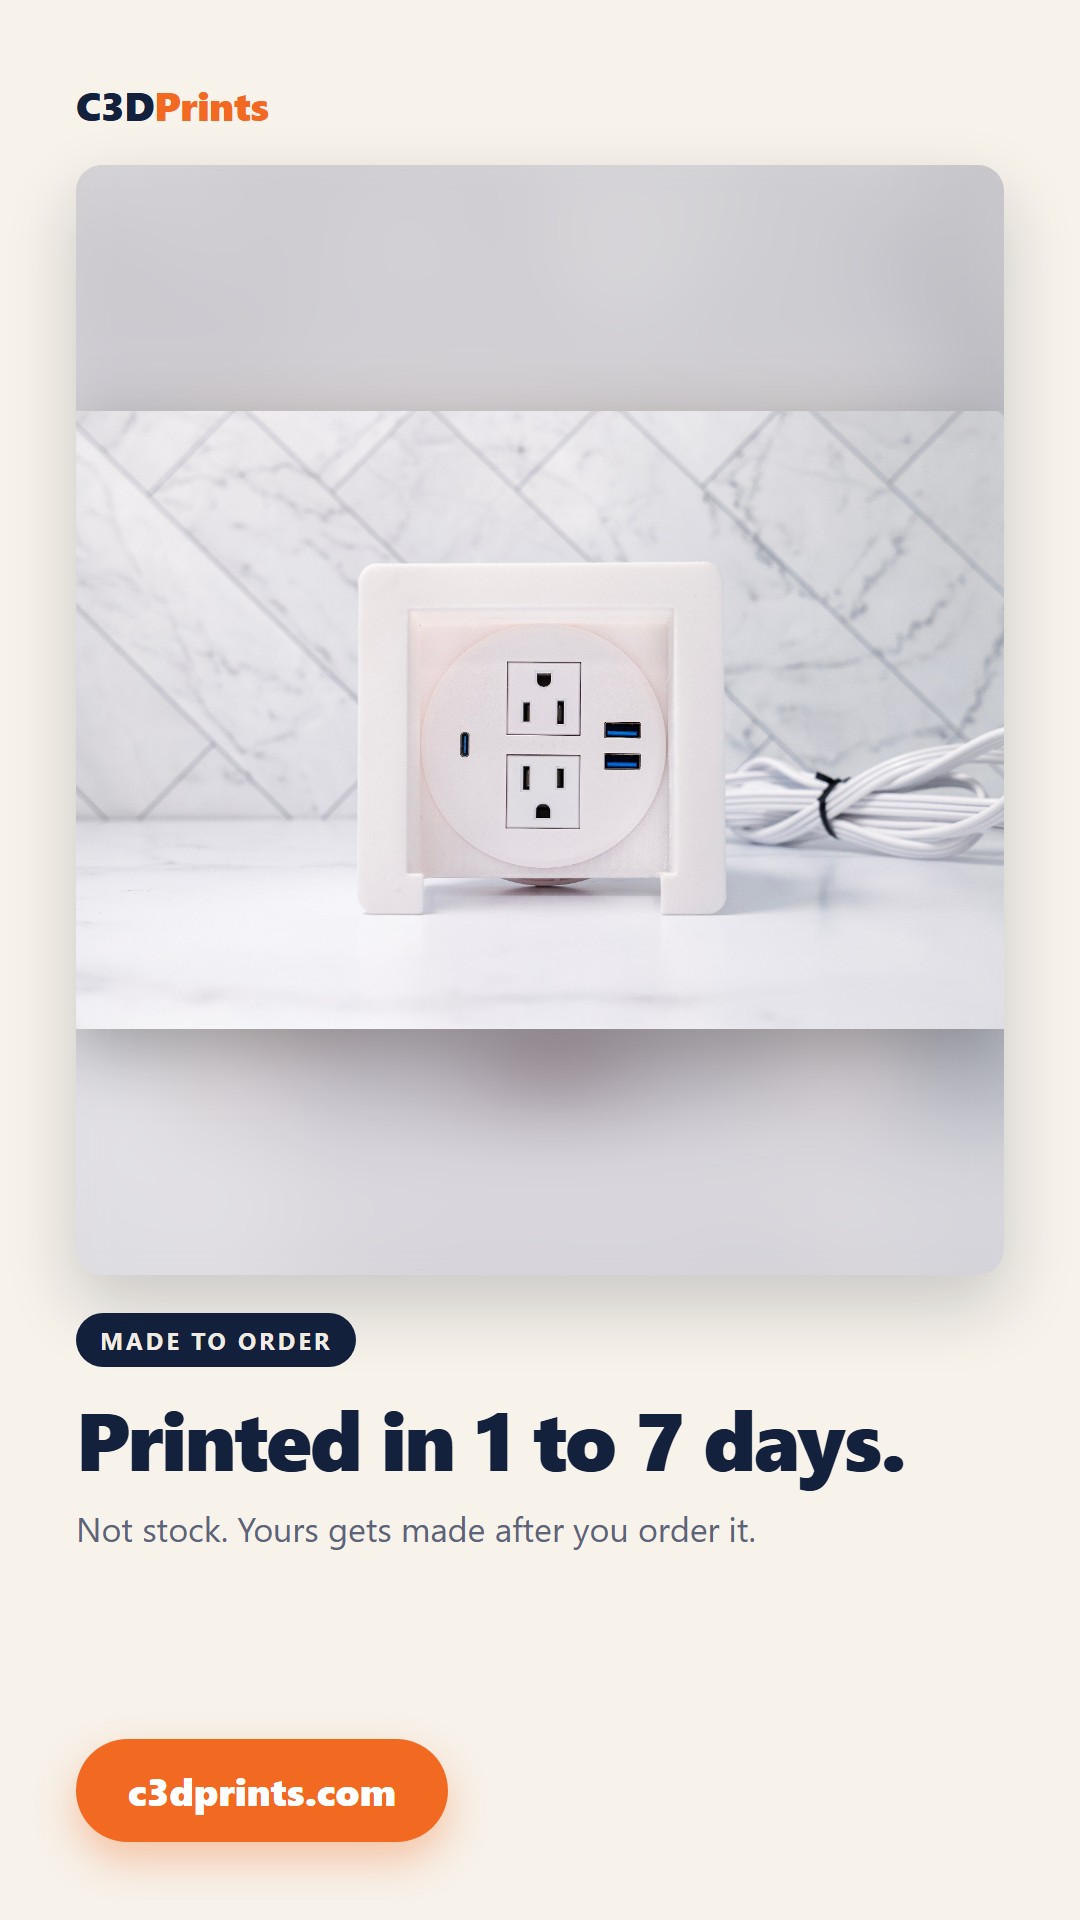 C3DPrints
MADE TO ORDER
Printed in 1 to 7 days.
Not stock. Yours gets made after you order it.
c3dprints.com